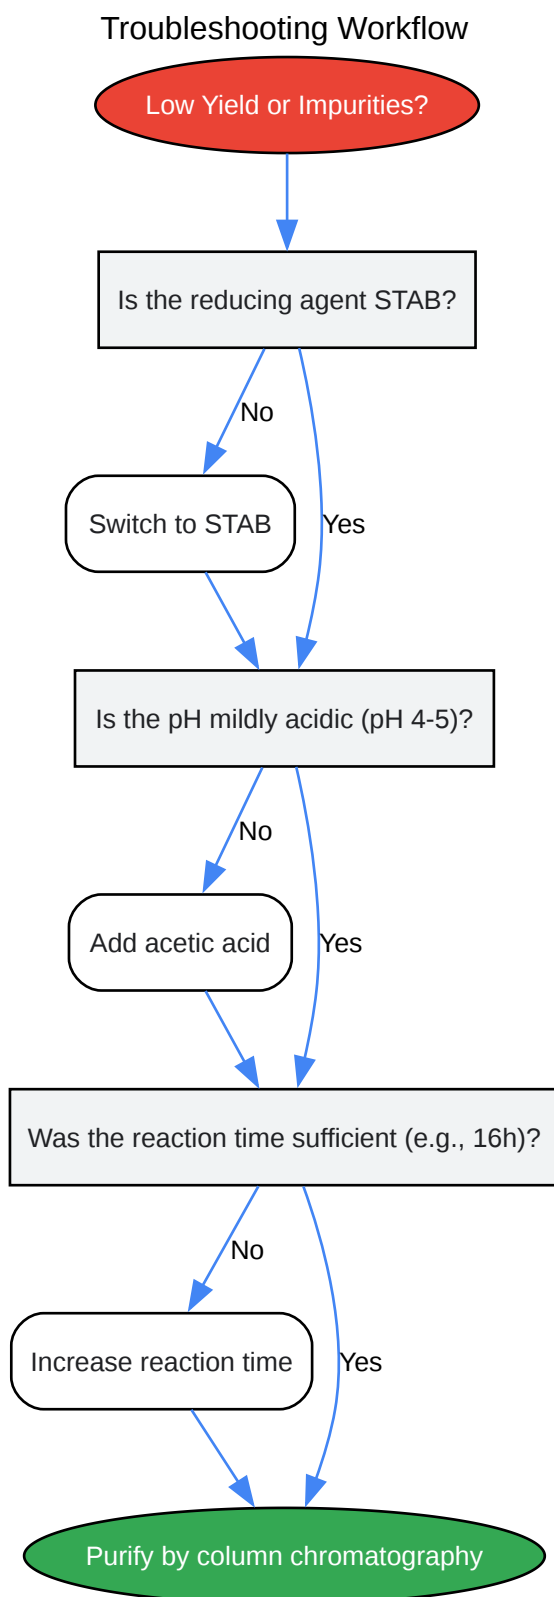 Troubleshooting Workflow
Low Yield or Impurities?
Is the reducing agent STAB?
No
Switch to STAB
Yes
Is the pH mildly acidic (pH 4-5)?
No
Add acetic acid
Yes
Was the reaction time sufficient (e.g., 16h)?
No
Increase reaction time
Yes
Purify by column chromatography